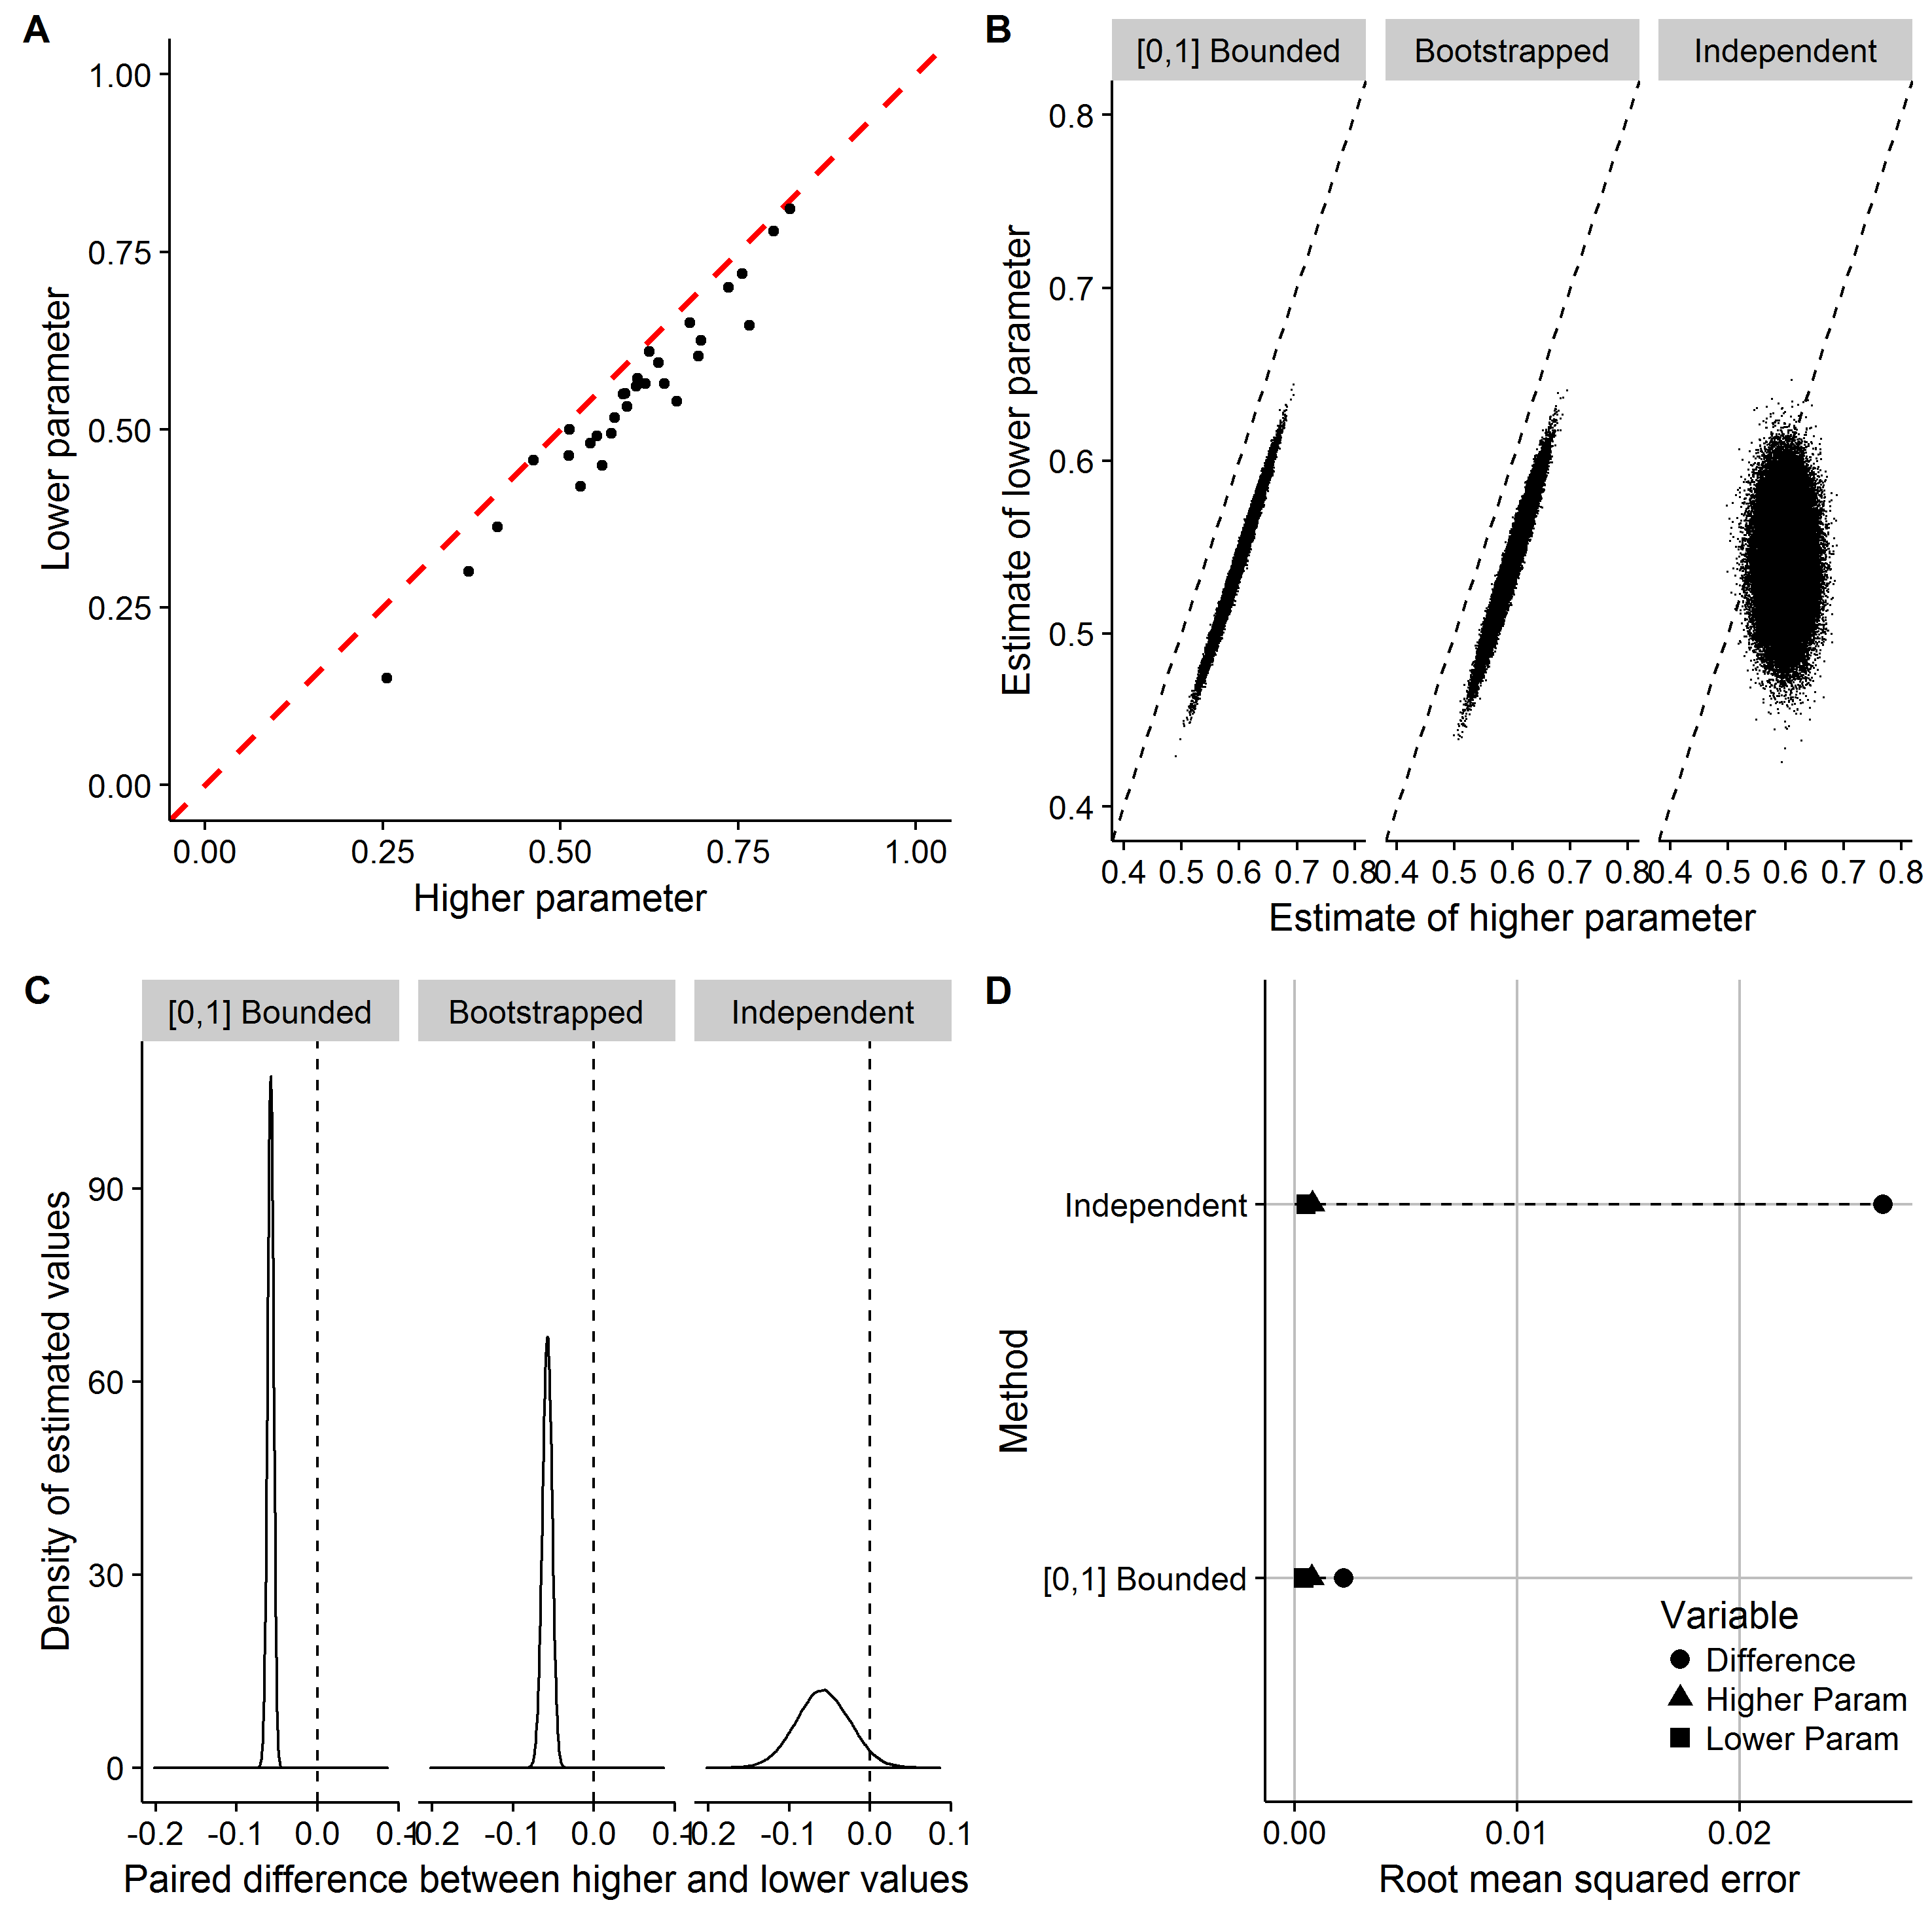 A
1.00
0.75
0.50
0.25
0.00
Lower parameter
0.00 0.25 0.50 0.75 1.00
Higher parameter
B
[0,1] Bounded Bootstrapped Independent
0.8
0.7
0.6
0.5
0.4
Estimate of lower parameter
0.4 0.5 0.6 0.7 0.8 0.4 0.5 0.6 0.7 0.8 0.4 0.5 0.6 0.7 0.8
Estimate of higher parameter
C
[0,1] Bounded Bootstrapped Independent
90
60
30
0
Density of estimated values
-0.2 -0.1 0.0 0.1 -0.2 -0.1 0.0 0.1 -0.2 -0.1 0.0 0.1
Paired difference between higher and lower values
D
Independent
[0,1] Bounded
Method
Variable
Difference
Higher Param
Lower Param
0.00 0.01 0.02
Root mean squared error